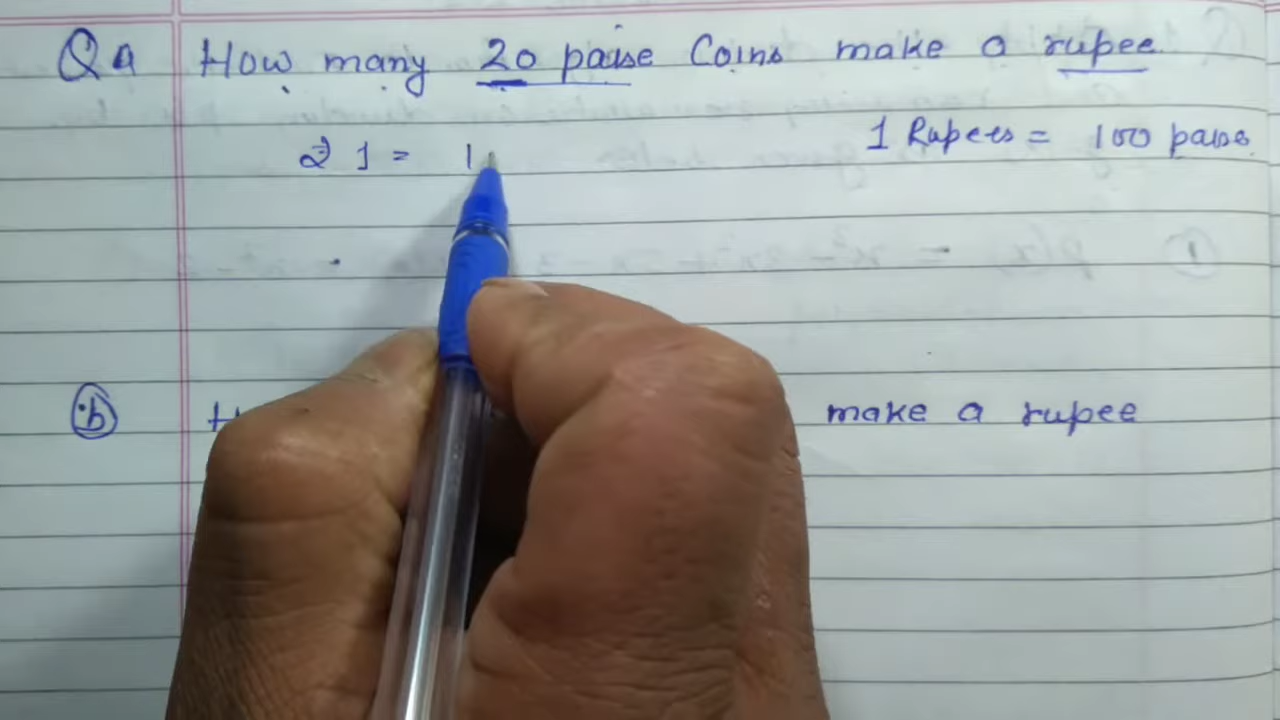 Q a How many 20 paise Coins make a rupee
1 Rupees = 100 paise
₹ 1 = 1
(b) make a rupee